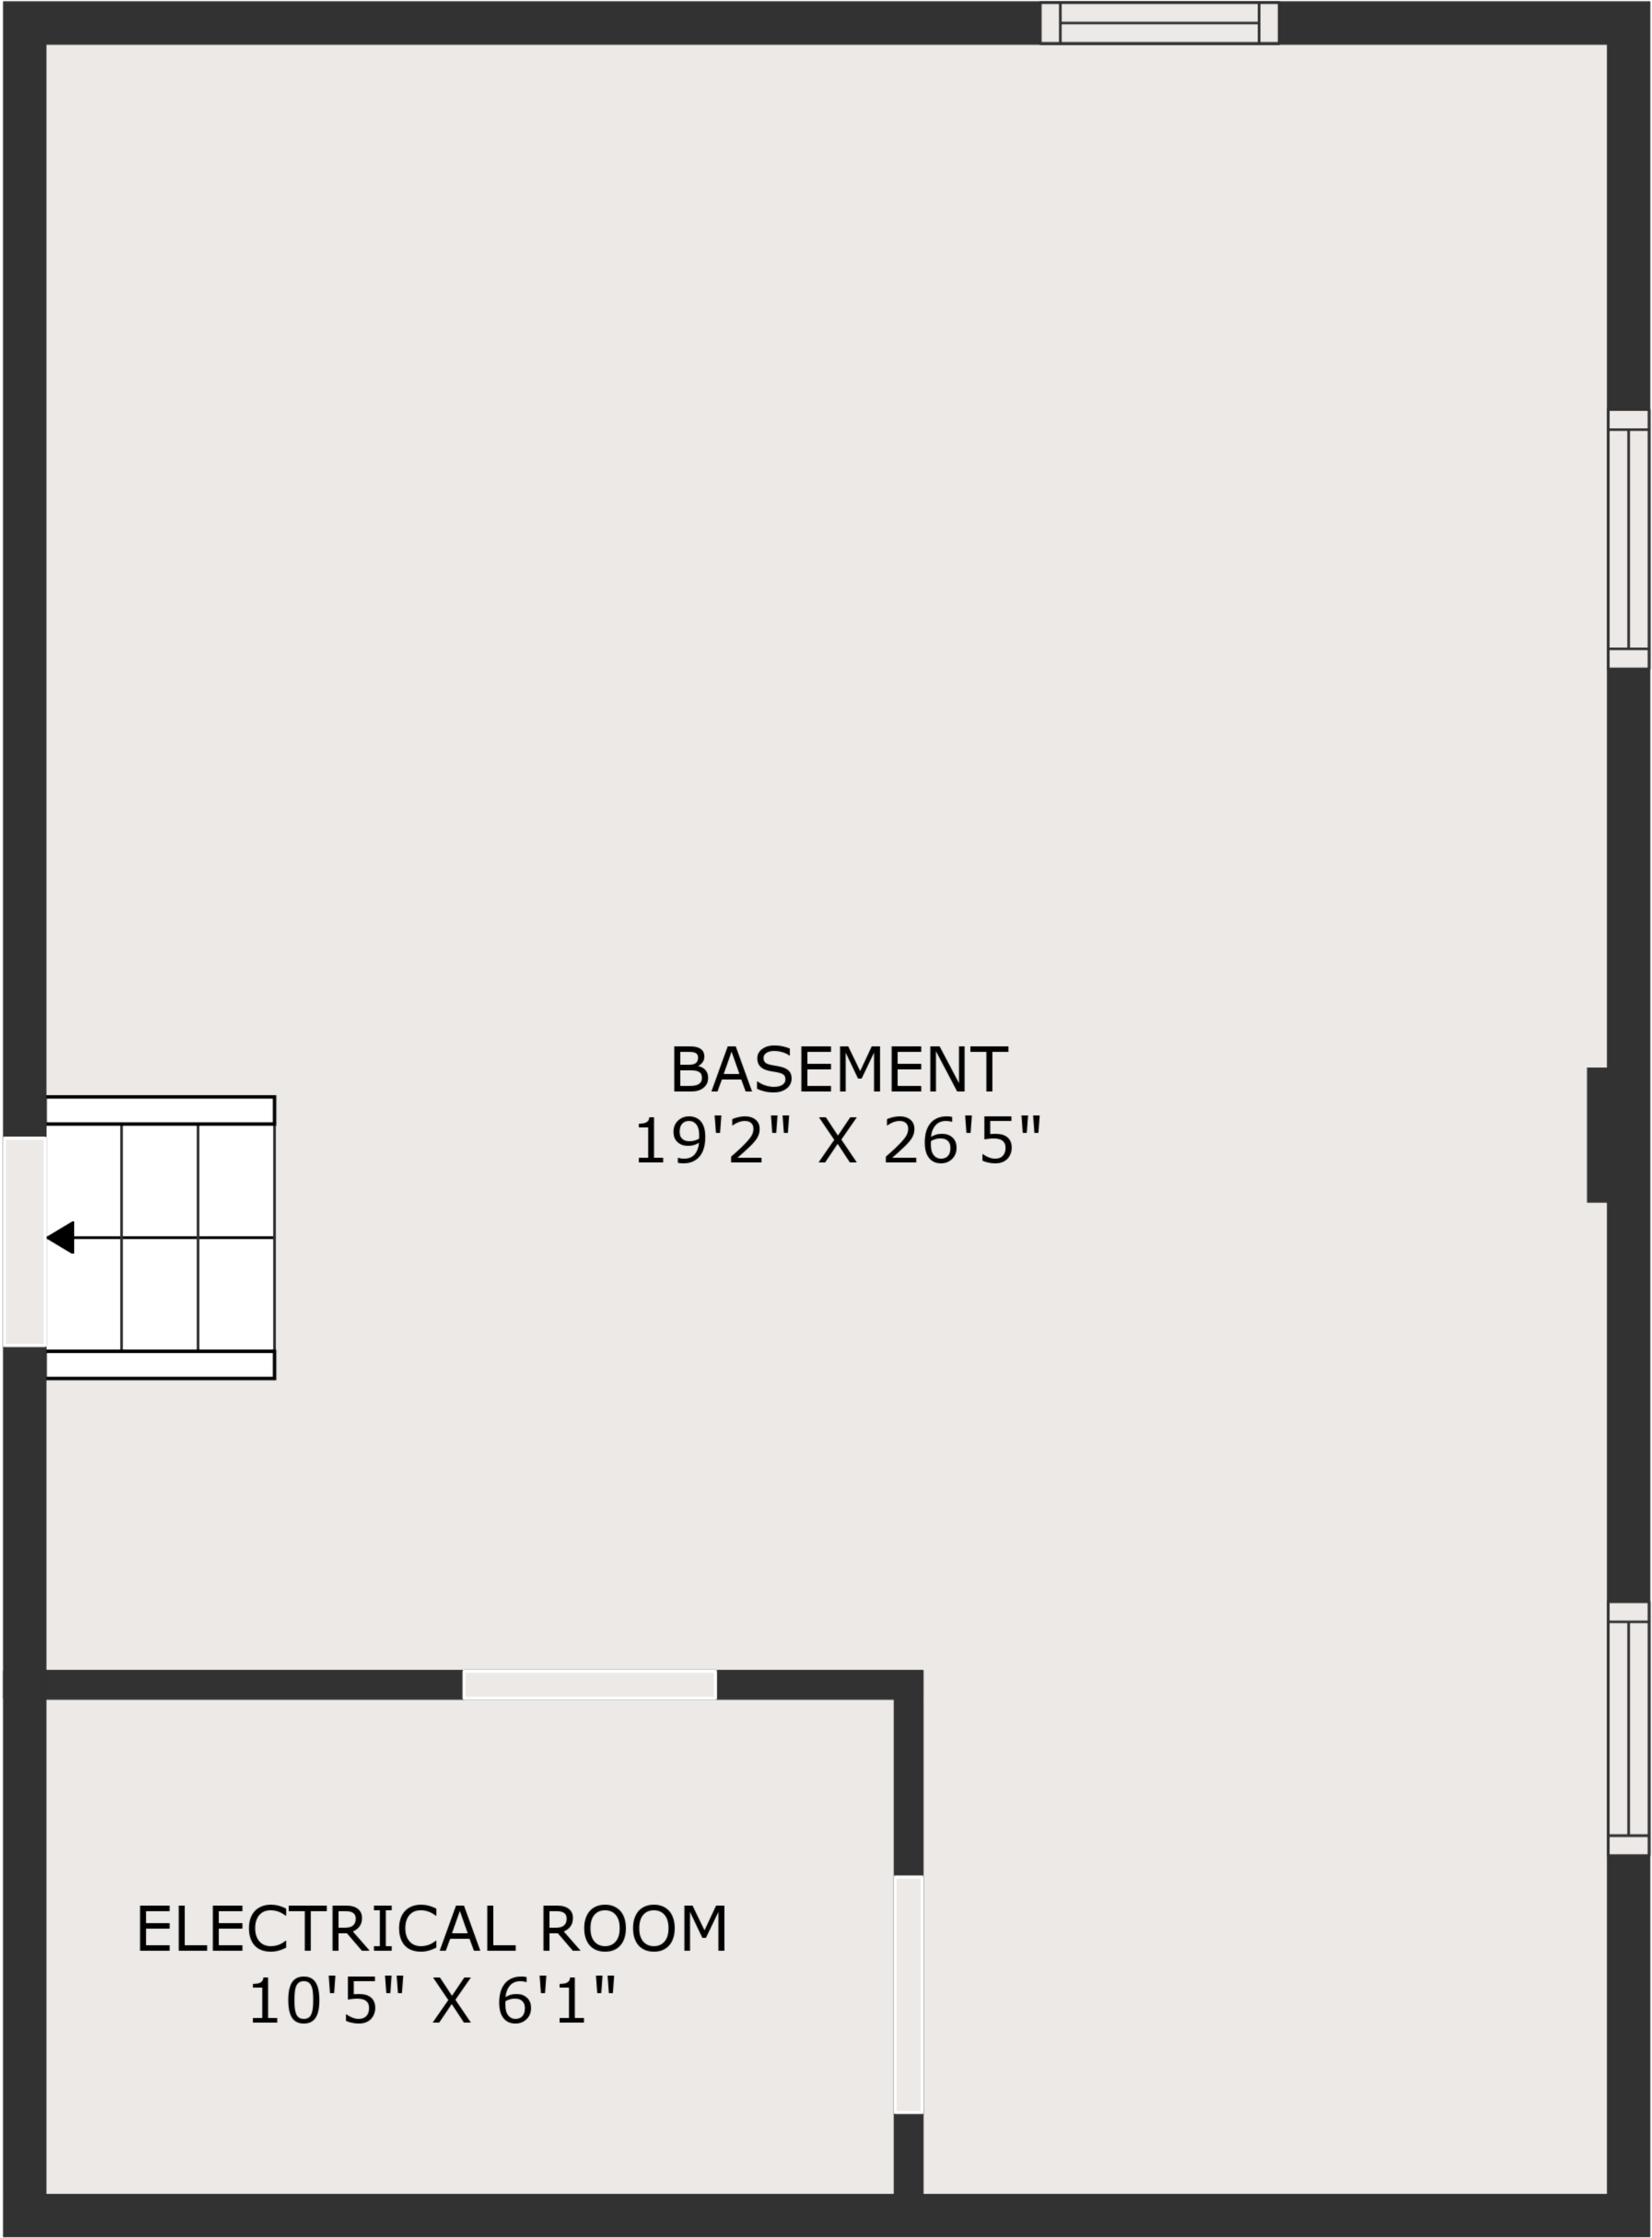 BASEMENT
19'2" X 26'5"
ELECTRICAL ROOM
10'5" X 6'1"